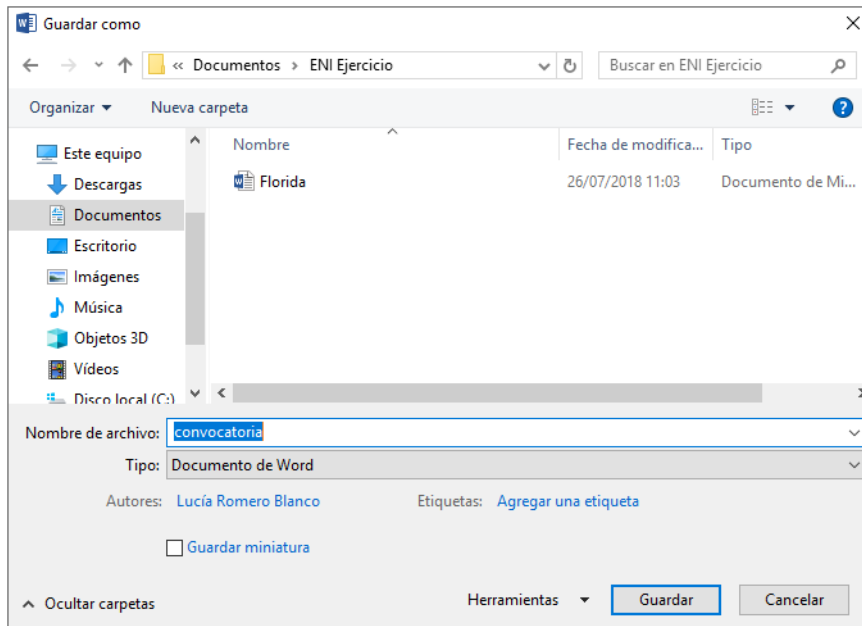 Guardar como
« Documentos › ENI Ejercicio
Buscar en ENI Ejercicio
Organizar
Nueva carpeta
Este equipo
Descargas
Documentos
Escritorio
Imágenes
Música
Objetos 3D
Vídeos
Disco local (C:)
Nombre
Fecha de modifica...
Tipo
Florida
26/07/2018 11:03
Documento de Mi...
Nombre de archivo: convocatoria
Tipo: Documento de Word
Autores: Lucía Romero Blanco
Etiquetas: Agregar una etiqueta
Guardar miniatura
Ocultar carpetas
Herramientas
Guardar
Cancelar